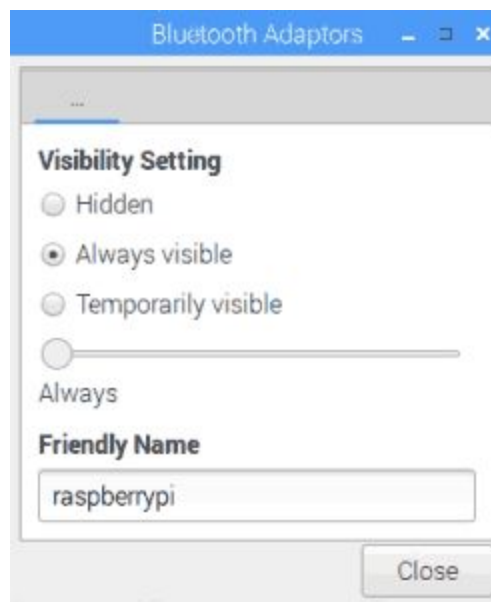 Bluetooth Adaptors
...
Visibility Setting
Hidden
Always visible
Temporarily visible
Always
Friendly Name
raspberrypi
Close